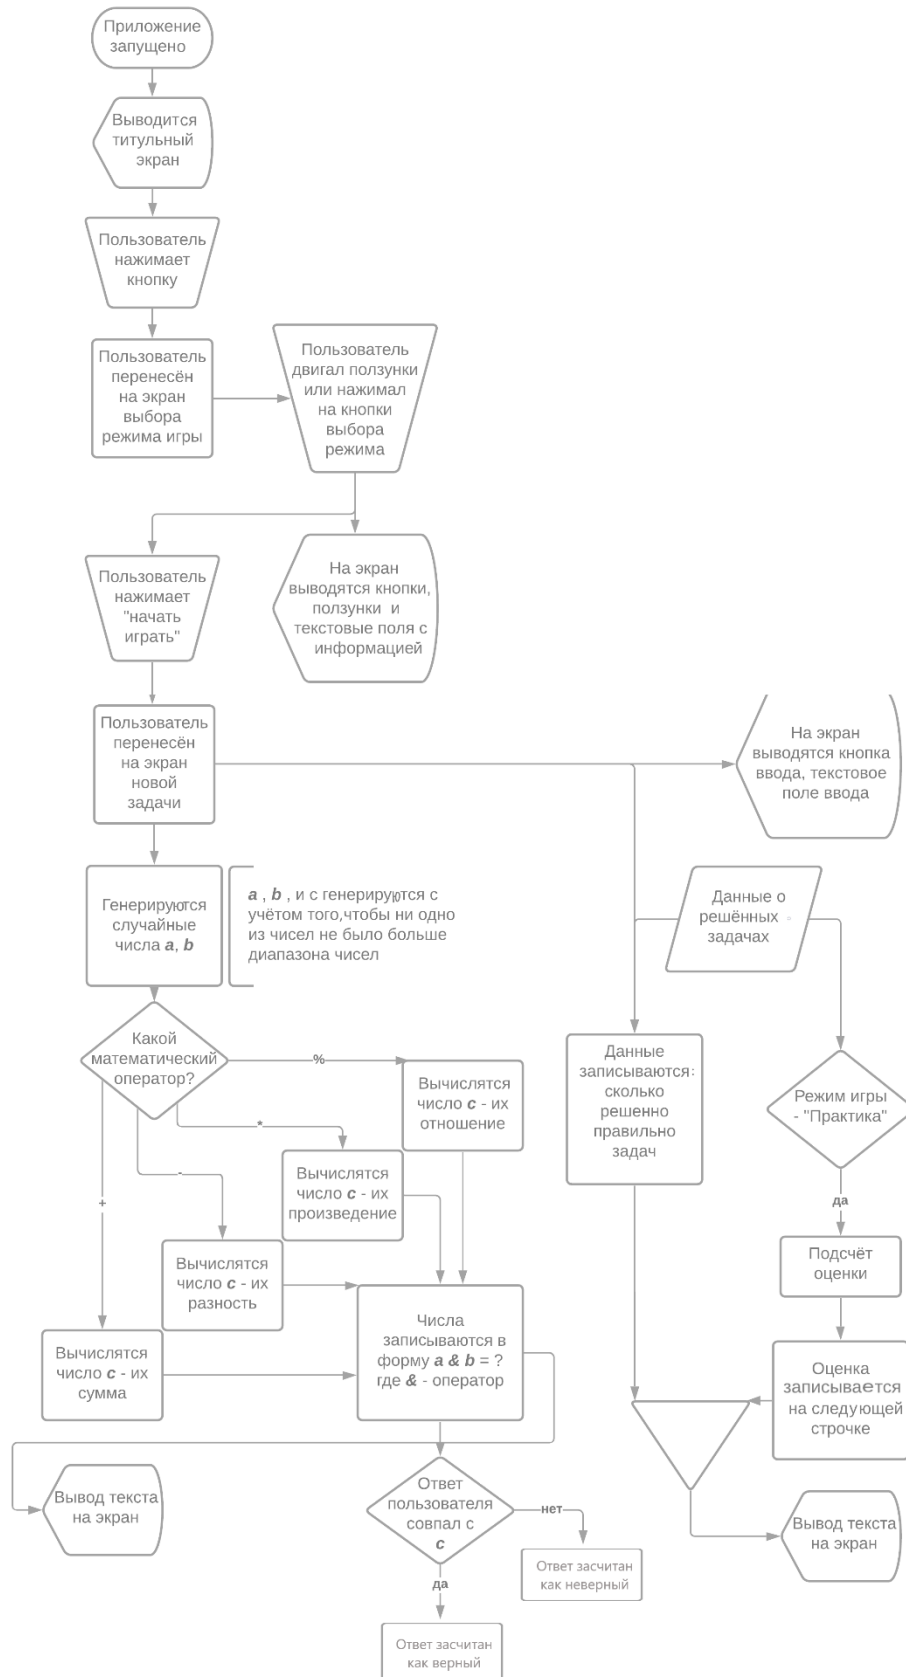 Приложение
запущено
Выводится
титульный
экран
Пользователь
нажимает
кнопку
Пользователь
перенесён
на экран
выбора
режима игры
Пользователь
двигал ползунки
или нажимал
на кнопки
выбора
режима
Пользователь
нажимает
"начать
играть"
На экран
выводятся кнопки,
ползунки и
текстовые поля с
информацией
Пользователь
перенесён
на экран
новой
задачи
На экран
выводятся кнопка
ввода, текстовое
поле ввода
Генерируются
случайные
числа a, b
a , b , и с генерируются с
учётом того,чтобы ни одно
из чисел не было больше
диапазона чисел
Данные о
решённых
задачах
Какой
математический
оператор?
%
*
-
+
Вычислятся
число c - их
отношение
Вычислятся
число c - их
произведение
Вычислятся
число c - их
разность
Вычислятся
число c - их
сумма
Данные
записываются:
сколько
решенно
правильно
задач
Режим игры
- "Практика"
да
Подсчёт
оценки
Оценка
записывается
на следующей
строчке
Числа
записываются в
форму a & b = ?
где & - оператор
Вывод текста
на экран
Ответ
пользователя
совпал с
c
нет
да
Ответ засчитан
как неверный
Ответ засчитан
как верный
Вывод текста
на экран